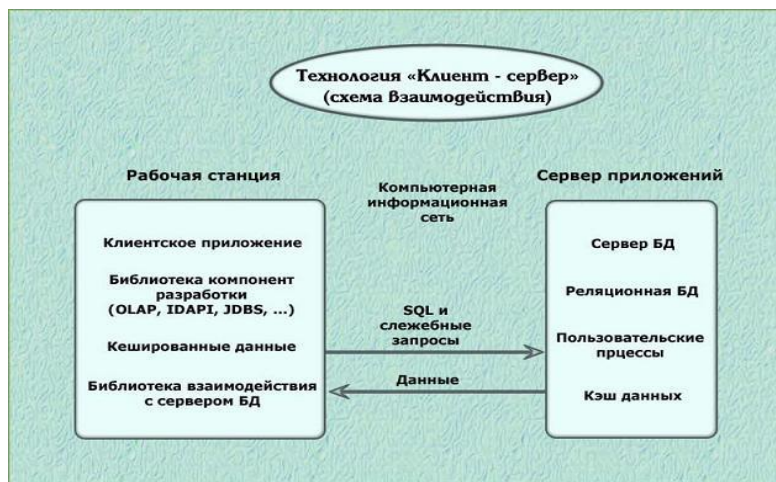 Технология «Клиент - сервер»
(схема взаимодействия)
Рабочая станция
Клиентское приложение
Библиотека компонент
разработки
(OLAP, IDAPI, JDBS, ...)
Кешированные данные
Библиотека взаимодействия
с сервером БД
Компьютерная
информационная
сеть
SQL и
слежебные
запросы
Данные
Сервер приложений
Сервер БД
Реляционная БД
Пользовательские
прцессы
Кэш данных